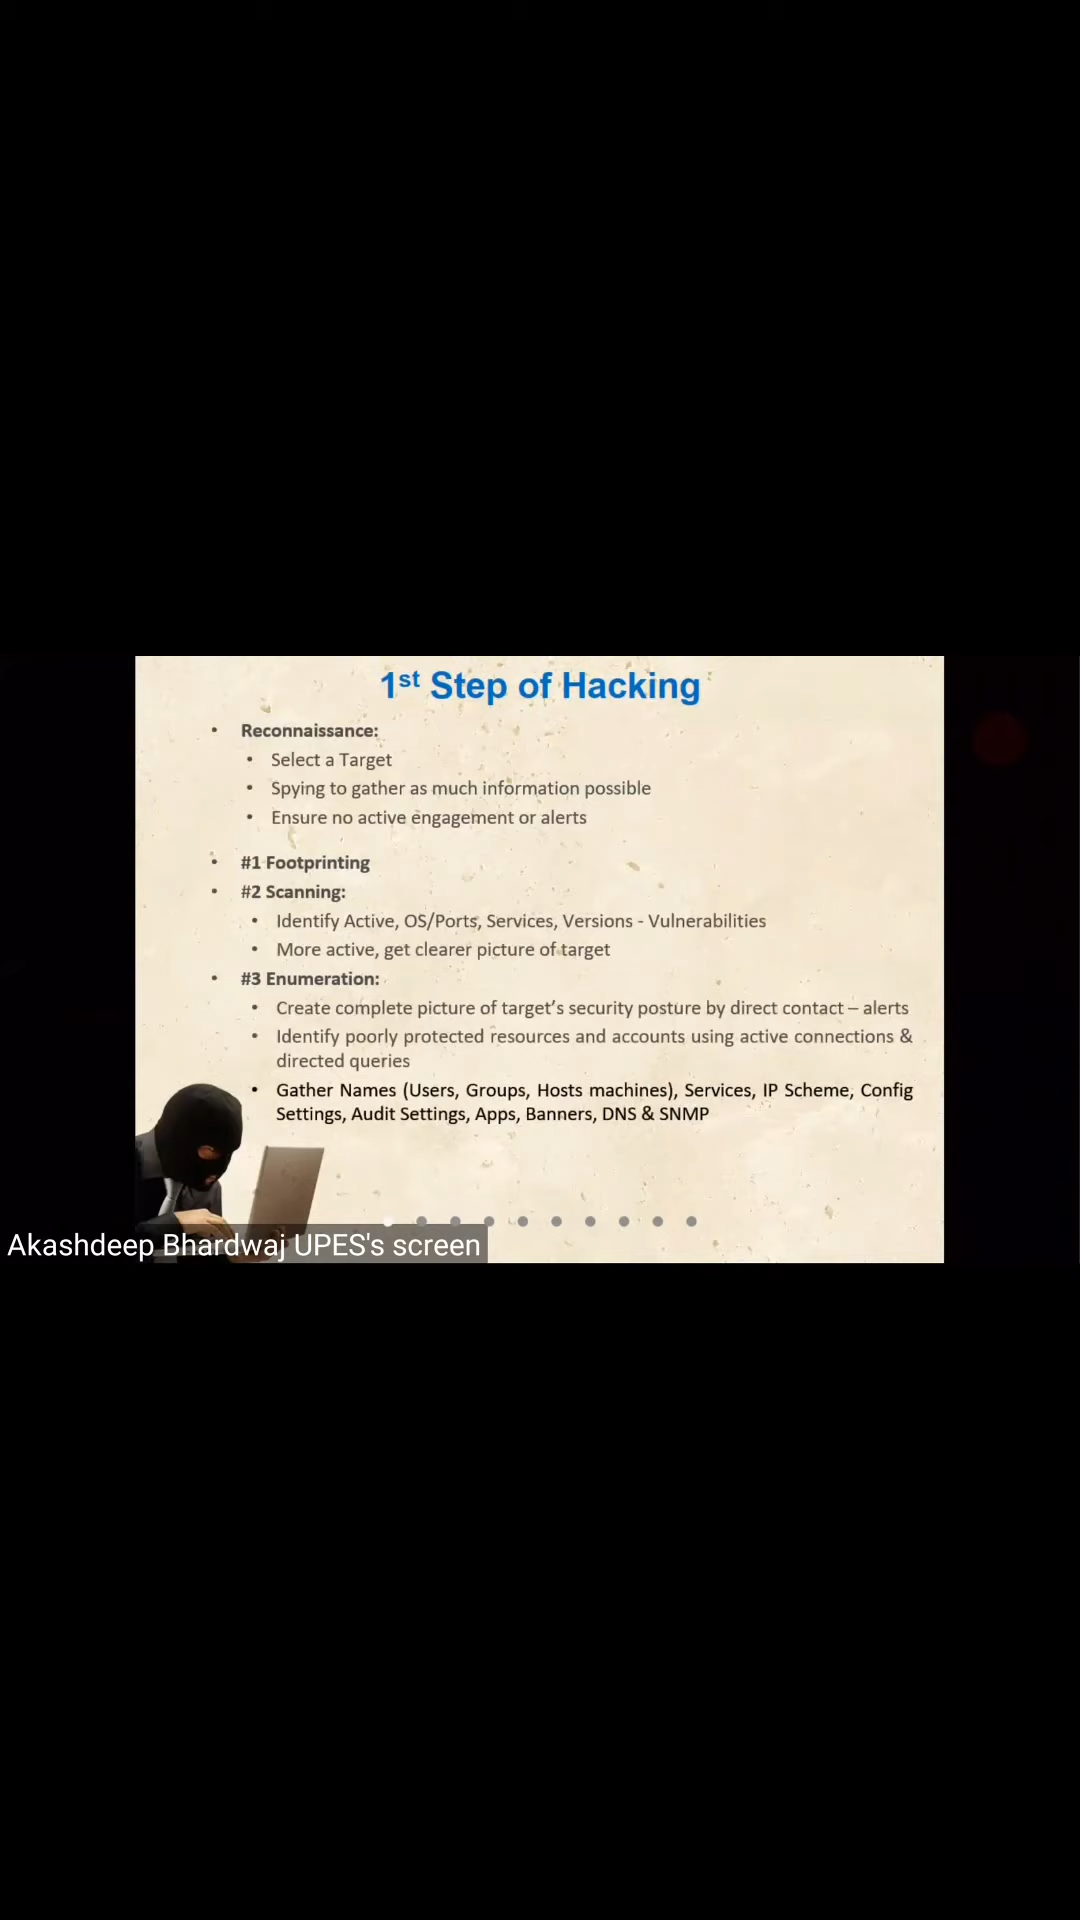 1st Step of Hacking
• Reconnaissance:
• Select a Target
• Spying to gather as much information possible
• Ensure no active engagement or alerts
• #1 Footprinting
• #2 Scanning:
• Identify Active, OS/Ports, Services, Versions - Vulnerabilities
• More active, get clearer picture of target
• #3 Enumeration:
• Create complete picture of target's security posture by direct contact – alerts
• Identify poorly protected resources and accounts using active connections &
directed queries
• Gather Names (Users, Groups, Hosts machines), Services, IP Scheme, Config
Settings, Audit Settings, Apps, Banners, DNS & SNMP
Akashdeep Bhardwaj UPES's screen